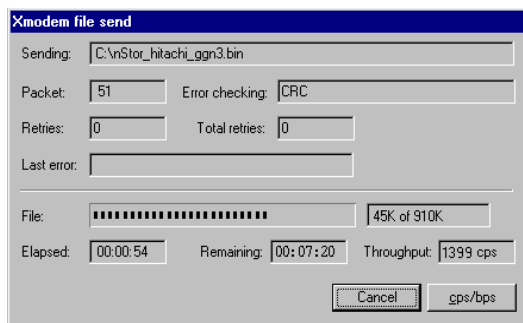 Xmodem file send
Sending: C:\nStor_hitachi_ggn3.bin
Packet: 51 Error checking: CRC
Retries: 0 Total retries: 0
Last error:
File: 45K of 910K
Elapsed: 00:00:54 Remaining: 00:07:20 Throughput: 1399 cps
Cancel cps/bps